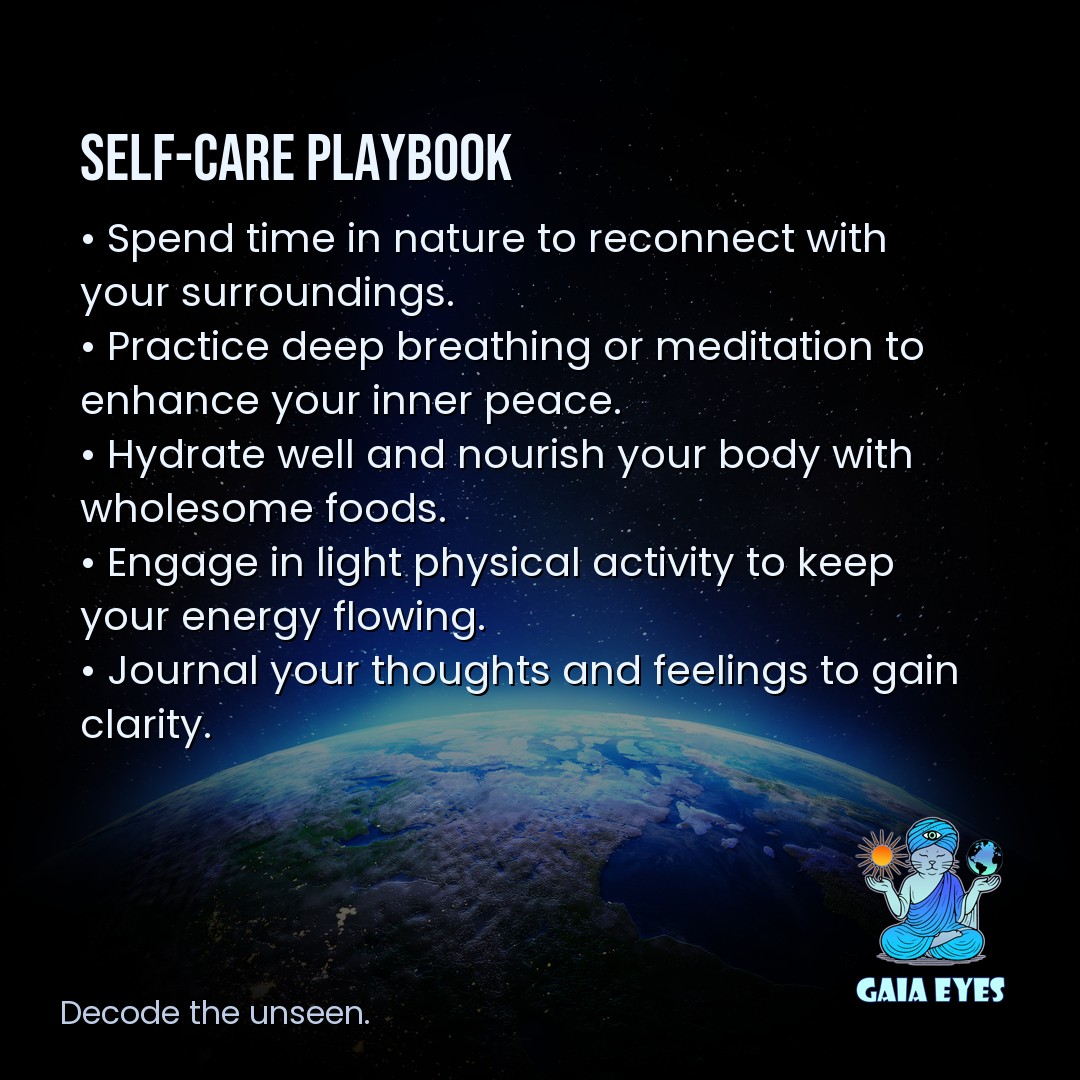 SELF-CARE PLAYBOOK
• Spend time in nature to reconnect with
your surroundings.
• Practice deep breathing or meditation to
enhance your inner peace.
• Hydrate well and nourish your body with
wholesome foods.
• Engage in light physical activity to keep
your energy flowing.
• Journal your thoughts and feelings to gain
clarity.
GAIA EYES
Decode the unseen.